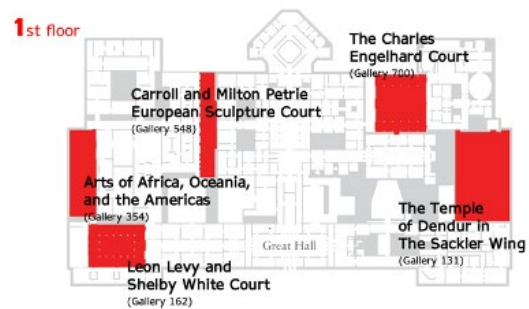 1st floor
The Charles
Engelhard Court
(Gallery 700)
Carroll and Milton Petrie
European Sculpture Court
(Gallery 548)
Arts of Africa, Oceania,
and the Americas
(Gallery 354)
The Temple
of Dendur in
The Sackler Wing
(Gallery 131)
Great Hall
Leon Levy and
Shelby White Court
(Gallery 162)